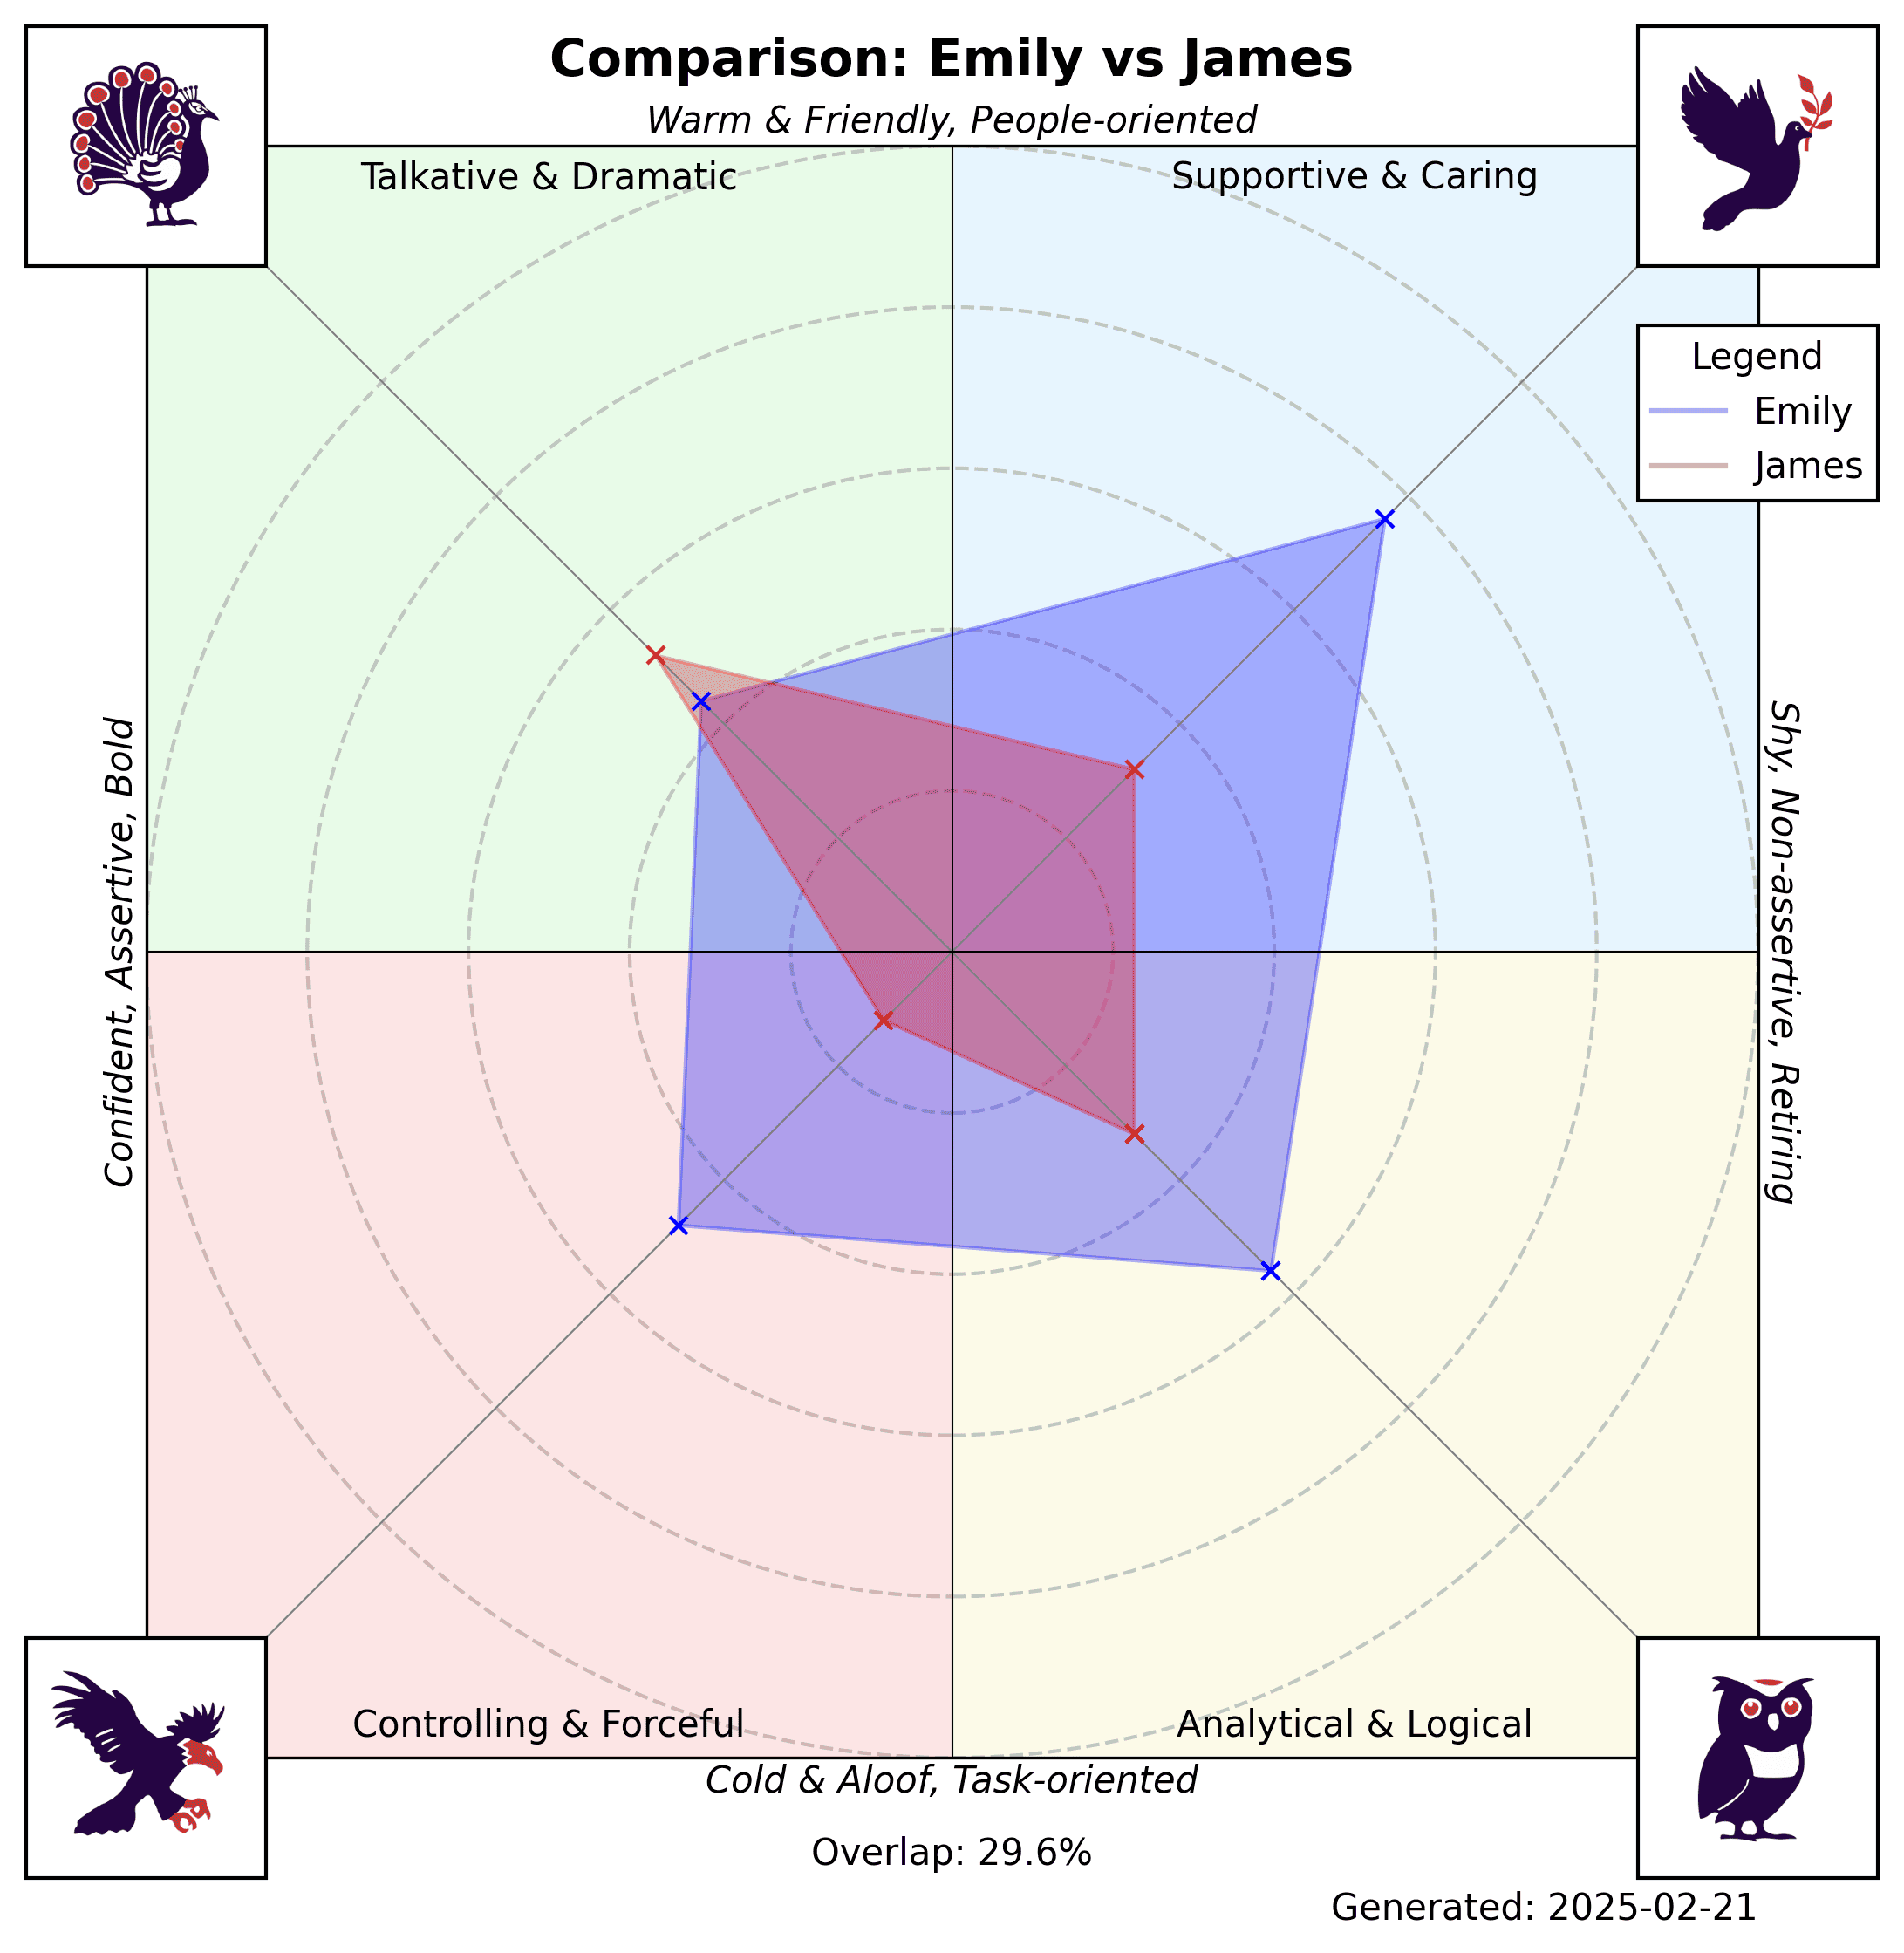 Comparison: Emily vs James
Warm & Friendly, People-oriented
Talkative & Dramatic
Supportive & Caring
Legend
Emily
James
Confident, Assertive, Bold
Shy, Non-assertive, Retiring
Controlling & Forceful
Analytical & Logical
Cold & Aloof, Task-oriented
Overlap: 29.6%
Generated: 2025-02-21